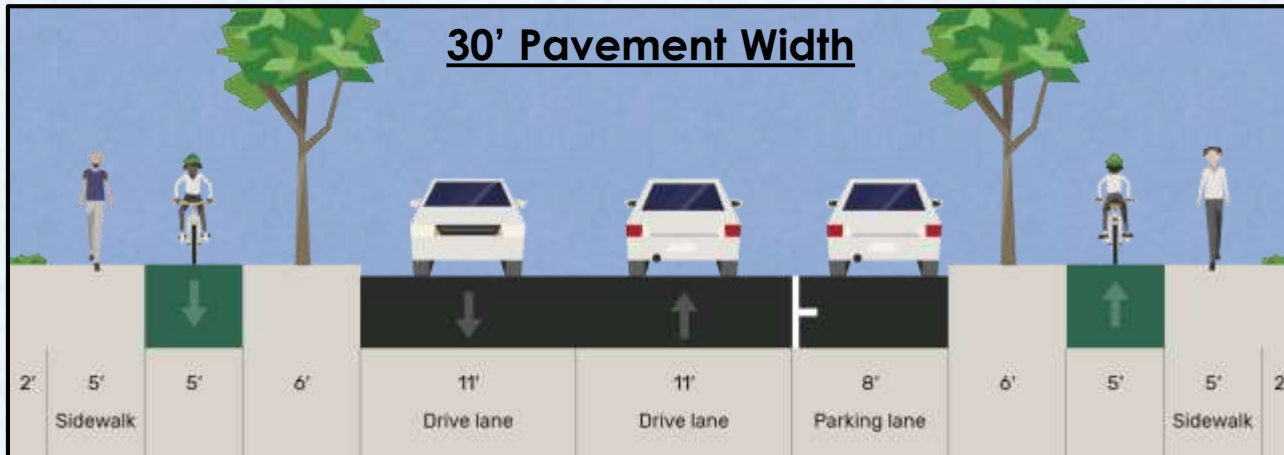 30’ Pavement Width
2' 5' 5' 6' 11' 11' 8' 6' 5' 5' 2
Sidewalk Drive lane Drive lane Parking lane Sidewalk